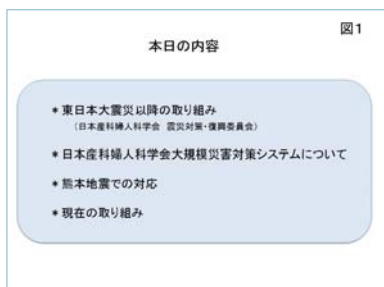 図1
本日の内容
＊東日本大震災以降の取り組み
（日本産科婦人科学会 震災対策・復興委員会）
＊日本産科婦人科学会大規模災害対策システムについて
＊熊本地震での対応
＊現在の取り組み